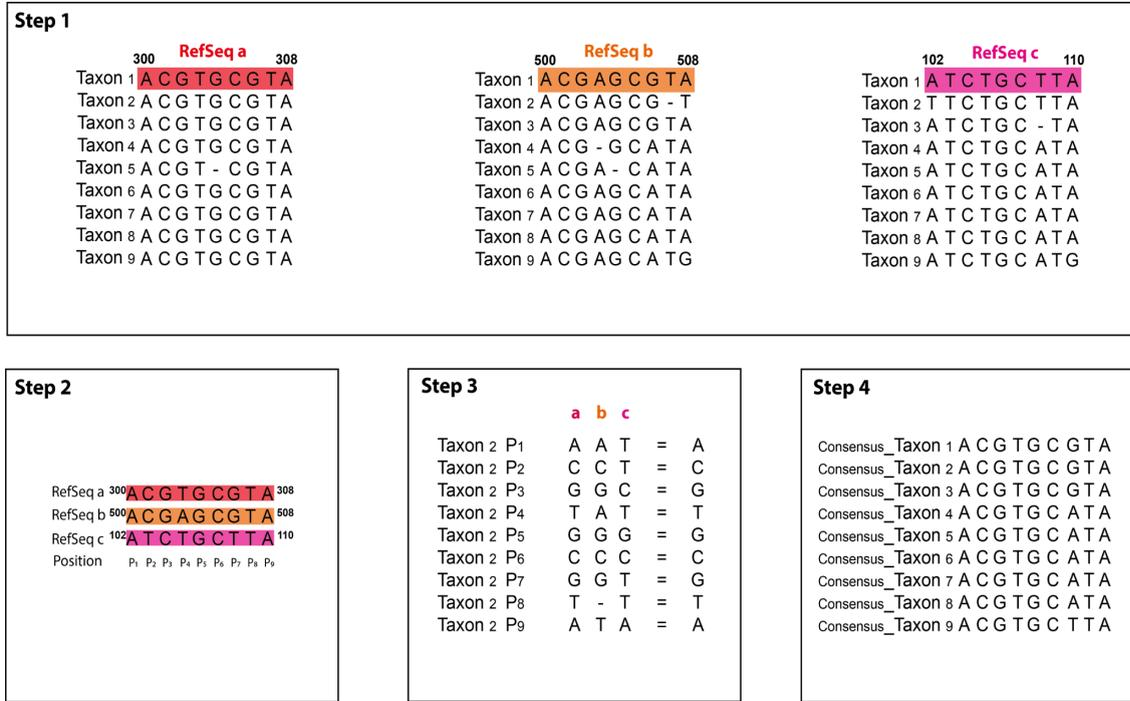 Step 1
RefSeq a
300 308
Taxon 1 A C G T G C G T A
Taxon 2 A C G T G C G T A
Taxon 3 A C G T G C G T A
Taxon 4 A C G T G C G T A
Taxon 5 A C G T - C G T A
Taxon 6 A C G T G C G T A
Taxon 7 A C G T G C G T A
Taxon 8 A C G T G C G T A
Taxon 9 A C G T G C G T A
RefSeq b
500 508
Taxon 1 A C G A G C G T A
Taxon 2 A C G A G C G - T
Taxon 3 A C G A G C G T A
Taxon 4 A C G - G C A T A
Taxon 5 A C G A - C A T A
Taxon 6 A C G A G C A T A
Taxon 7 A C G A G C A T A
Taxon 8 A C G A G C A T A
Taxon 9 A C G A G C A T G
RefSeq c
102 110
Taxon 1 A T C T G C T T A
Taxon 2 T T C T G C T T A
Taxon 3 A T C T G C - T A
Taxon 4 A T C T G C A T A
Taxon 5 A T C T G C A T A
Taxon 6 A T C T G C A T A
Taxon 7 A T C T G C A T A
Taxon 8 A T C T G C A T A
Taxon 9 A T C T G C A T G
Step 2
RefSeq a 300 A C G T G C G T A 308
RefSeq b 500 A C G A G C G T A 508
RefSeq c 102 A T C T G C T T A 110
Position P1 P2 P3 P4 P5 P6 P7 P8 P9
Step 3
a b c
Taxon 2 P1 A A T = A
Taxon 2 P2 C C T = C
Taxon 2 P3 G G C = G
Taxon 2 P4 T A T = T
Taxon 2 P5 G G G = G
Taxon 2 P6 C C C = C
Taxon 2 P7 G G T = G
Taxon 2 P8 T - T = T
Taxon 2 P9 A T A = A
Step 4
Consensus_Taxon 1 A C G T G C G T A
Consensus_Taxon 2 A C G T G C G T A
Consensus_Taxon 3 A C G T G C G T A
Consensus_Taxon 4 A C G T G C A T A
Consensus_Taxon 5 A C G T G C A T A
Consensus_Taxon 6 A C G T G C A T A
Consensus_Taxon 7 A C G T G C A T A
Consensus_Taxon 8 A C G T G C A T A
Consensus_Taxon 9 A C G T G C T T A